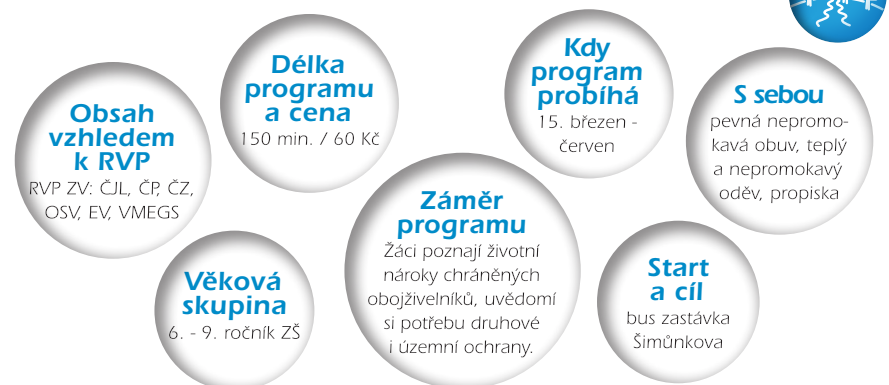 Obsah
vzhledem
k RVP
RVP ZV: ČJL, ČP, ČZ,
OSV, EV, VMEGS
Délka
programu
a cena
150 min. / 60 Kč
Věková
skupina
6. - 9. ročník ZŠ
Záměr
programu
Žáci poznají životní
nároky chráněných
obojživelníků, uvědomí
si potřebu druhové
i územní ochrany.
Kdy
program
probíhá
15. březen -
červen
S sebou
pevná nepromo-
kavá obuv, teplý
a nepromokavý
oděv, propiska
Start
a cíl
bus zastávka
Šimůnkova